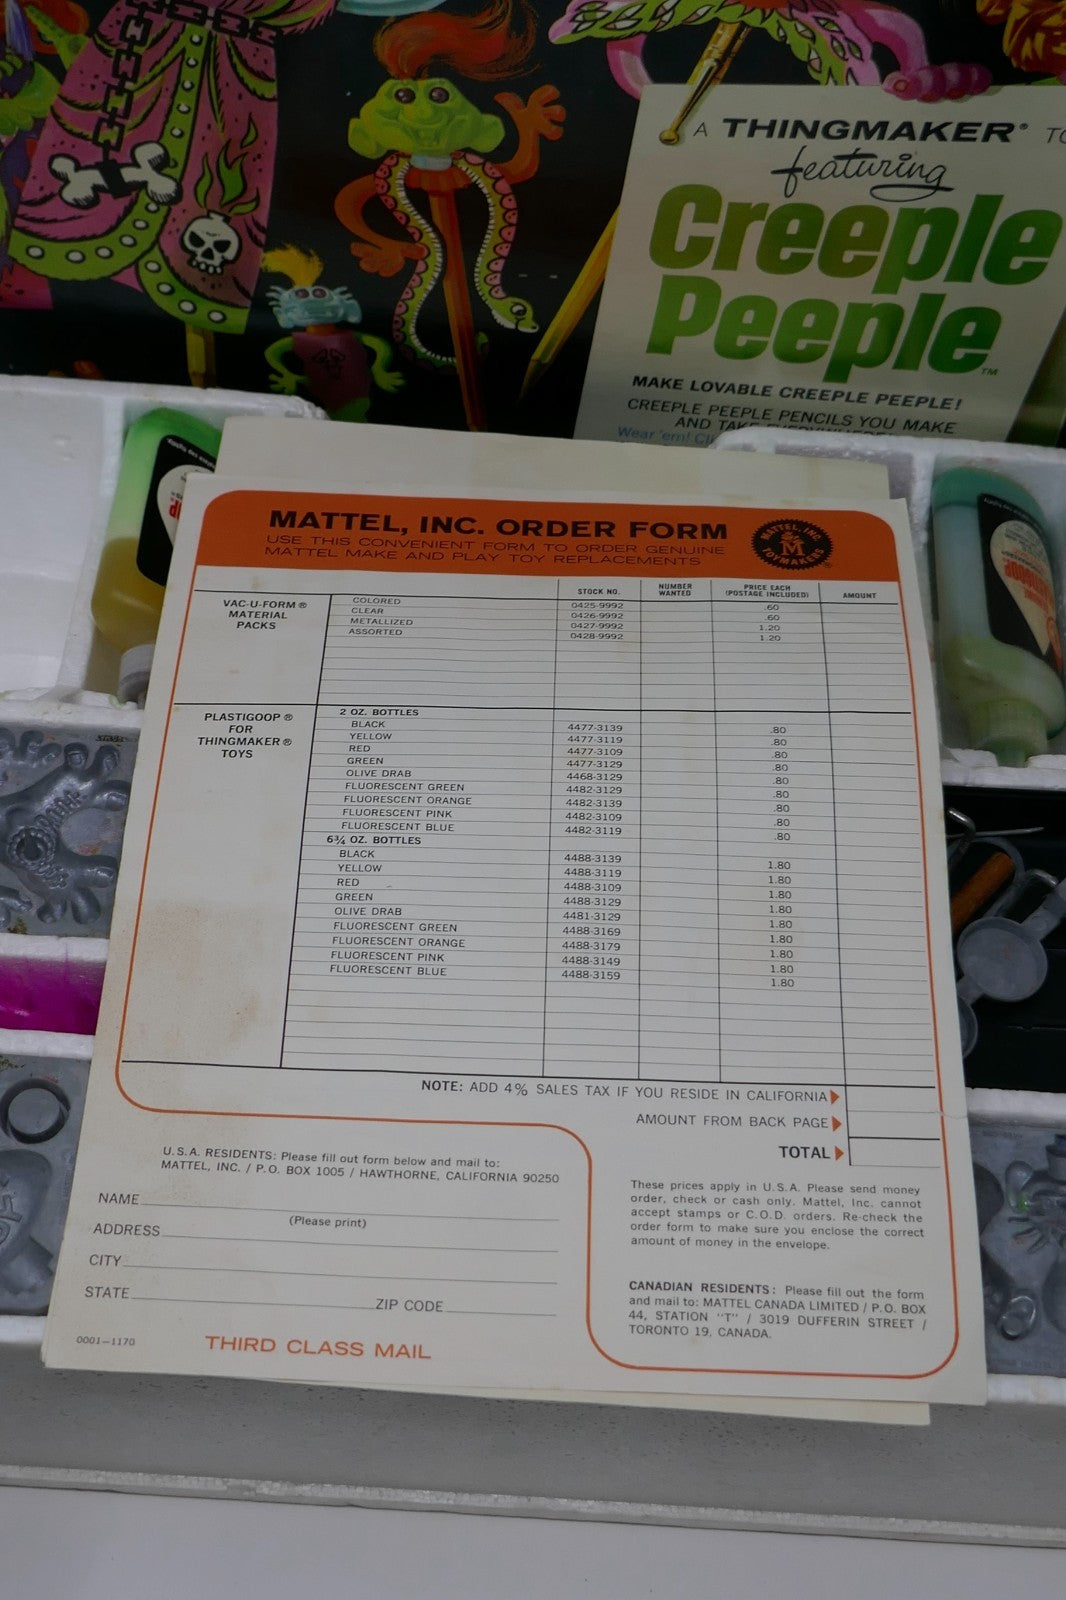 A THINGMAKER®
featuring
Creeple
Peeple™
MAKE LOVABLE CREEPLE PEEPLE!
CREEPLE PEEPLE PENCILS YOU MAKE
AND TAKE EVERYWHERE!
Wear 'em!
MATTEL, INC. ORDER FORM
USE THIS CONVENIENT FORM TO ORDER GENUINE
MATTEL MAKE AND PLAY TOY REPLACEMENTS
MATTEL, INC.
M
TOYMAKERS
STOCK NO. NUMBER WANTED PRICE EACH (POSTAGE INCLUDED) AMOUNT
VAC-U-FORM® MATERIAL PACKS
COLORED 0425-9992 .60
CLEAR 0426-9992 .60
METALLIZED 0427-9992 1.20
ASSORTED 0428-9992 1.20
PLASTIGOOP® FOR THINGMAKER® TOYS
2 OZ. BOTTLES
BLACK 4477-3139 .80
YELLOW 4477-3119 .80
RED 4477-3109 .80
GREEN 4477-3129 .80
OLIVE DRAB 4468-3129 .80
FLUORESCENT GREEN 4482-3129 .80
FLUORESCENT ORANGE 4482-3139 .80
FLUORESCENT PINK 4482-3109 .80
FLUORESCENT BLUE 4482-3119 .80
6¾ OZ. BOTTLES
BLACK 4488-3139 1.80
YELLOW 4488-3119 1.80
RED 4488-3109 1.80
GREEN 4488-3129 1.80
OLIVE DRAB 4481-3129 1.80
FLUORESCENT GREEN 4488-3169 1.80
FLUORESCENT ORANGE 4488-3179 1.80
FLUORESCENT PINK 4488-3149 1.80
FLUORESCENT BLUE 4488-3159 1.80
NOTE: ADD 4% SALES TAX IF YOU RESIDE IN CALIFORNIA
AMOUNT FROM BACK PAGE
TOTAL
U.S.A. RESIDENTS: Please fill out form below and mail to:
MATTEL, INC. / P.O. BOX 1005 / HAWTHORNE, CALIFORNIA 90250
NAME
(Please print)
ADDRESS
CITY
STATE ZIP CODE
0001—1170 THIRD CLASS MAIL
These prices apply in U.S.A. Please send money
order, check or cash only. Mattel, Inc. cannot
accept stamps or C.O.D. orders. Re-check the
order form to make sure you enclose the correct
amount of money in the envelope.
CANADIAN RESIDENTS: Please fill out the form
and mail to: MATTEL CANADA LIMITED / P.O. BOX
44, STATION "T" / 3019 DUFFERIN STREET /
TORONTO 19, CANADA.